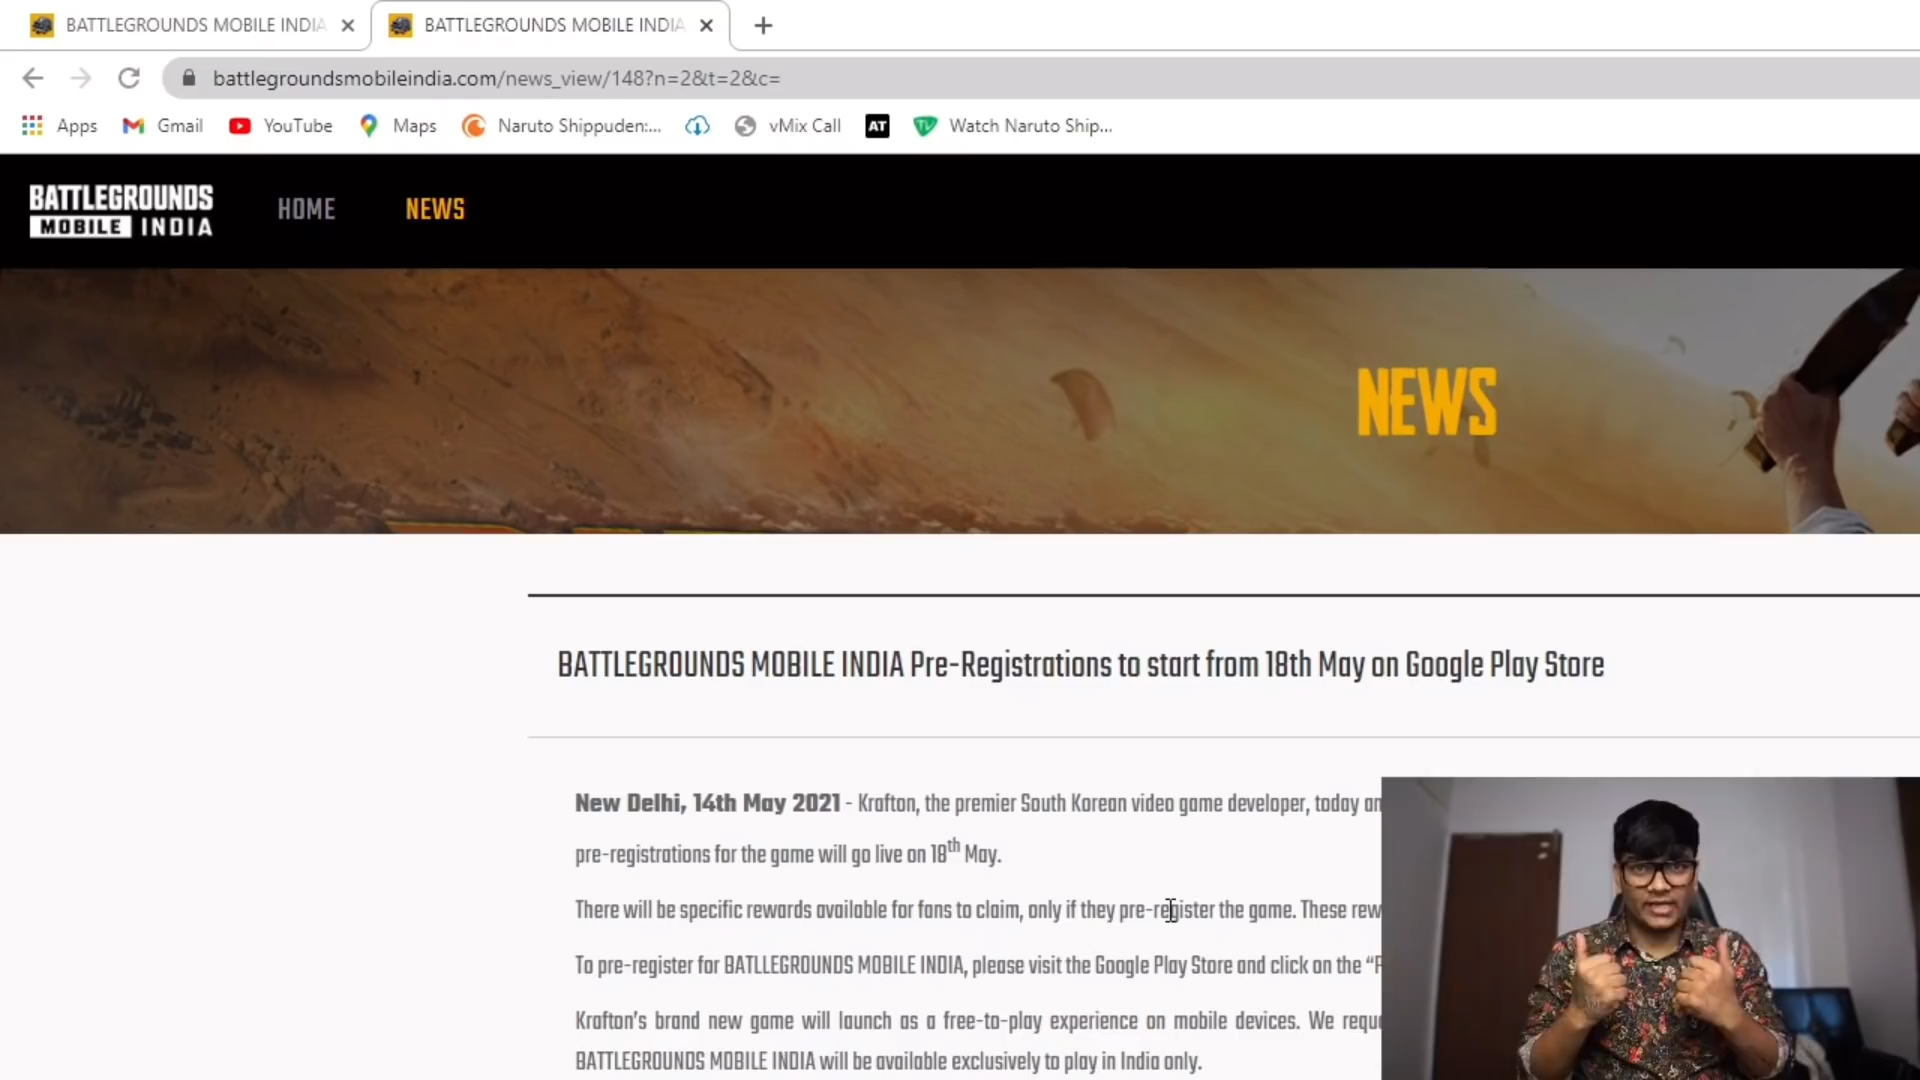 BATTLEGROUNDS MOBILE INDIA
BATTLEGROUNDS MOBILE INDIA
battlegroundsmobileindia.com/news_view/148?n=2&t=2&c=
Apps Gmail YouTube Maps Naruto Shippuden:... vMix Call AT Watch Naruto Ship...
BATTLEGROUNDS
MOBILE INDIA
HOME NEWS
NEWS
BATTLEGROUNDS MOBILE INDIA Pre-Registrations to start from 18th May on Google Play Store
New Delhi, 14th May 2021 - Krafton, the premier South Korean video game developer, today
pre-registrations for the game will go live on 18th May.
There will be specific rewards available for fans to claim, only if they pre-register the game. These
To pre-register for BATLLEGROUNDS MOBILE INDIA, please visit the Google Play Store and click on the
Krafton’s brand new game will launch as a free-to-play experience on mobile devices. We
BATTLEGROUNDS MOBILE INDIA will be available exclusively to play in India only.